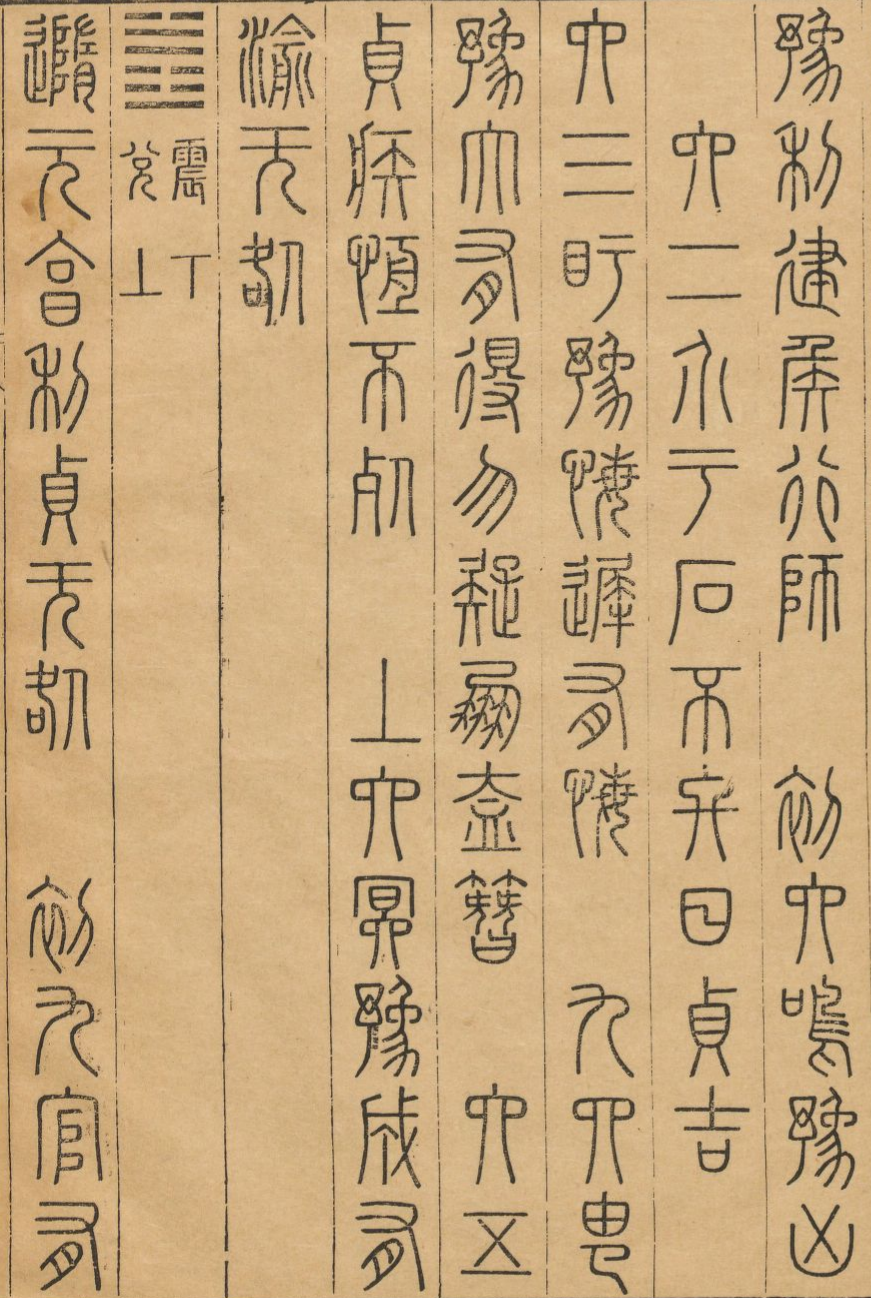 豫利建侯行師　初六鳴豫凶
六二介于石不終日貞吉
六三盱豫悔遲有悔　九四由
豫大有得勿疑朋盍簪　六五
貞疾恆不死　上六冥豫成有
渝无咎
䷐震下兌上
隨元亨利貞无咎　初九官有